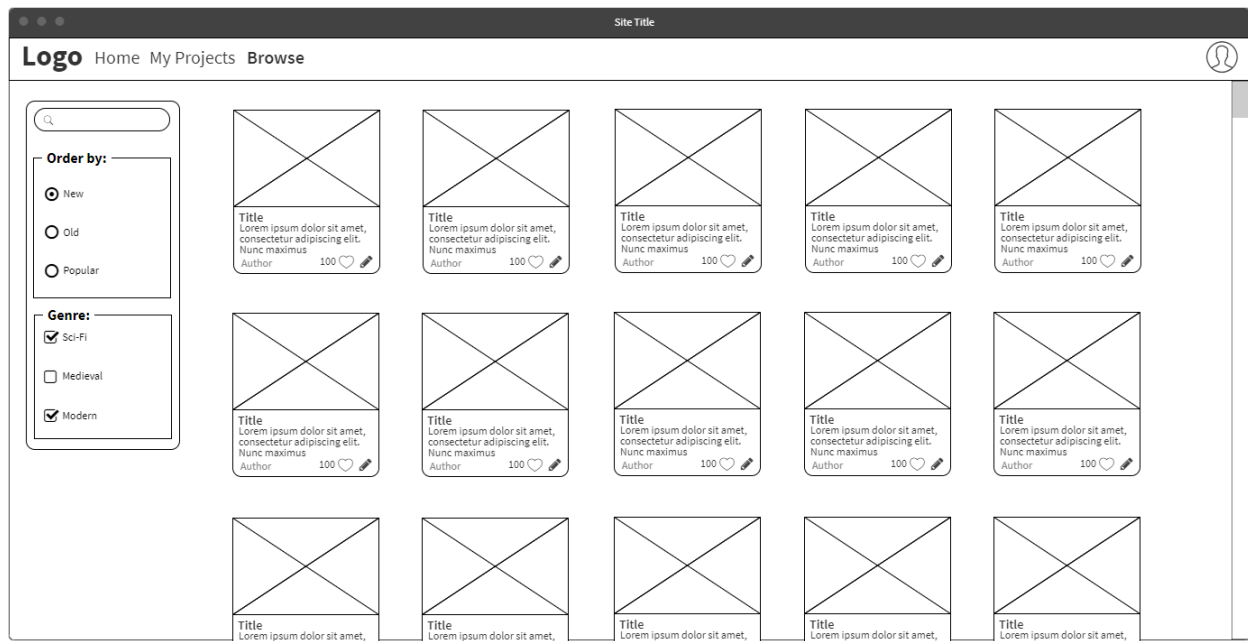 Site Title
Logo Home My Projects Browse
Order by:
New
Old
Popular
Genre:
Sci-Fi
Medieval
Modern
Title
Lorem ipsum dolor sit amet,
consectetur adipiscing elit.
Nunc maximus
Author 100
Title
Lorem ipsum dolor sit amet,
consectetur adipiscing elit.
Nunc maximus
Author 100
Title
Lorem ipsum dolor sit amet,
consectetur adipiscing elit.
Nunc maximus
Author 100
Title
Lorem ipsum dolor sit amet,
consectetur adipiscing elit.
Nunc maximus
Author 100
Title
Lorem ipsum dolor sit amet,
consectetur adipiscing elit.
Nunc maximus
Author 100
Title
Lorem ipsum dolor sit amet,
consectetur adipiscing elit.
Nunc maximus
Author 100
Title
Lorem ipsum dolor sit amet,
consectetur adipiscing elit.
Nunc maximus
Author 100
Title
Lorem ipsum dolor sit amet,
consectetur adipiscing elit.
Nunc maximus
Author 100
Title
Lorem ipsum dolor sit amet,
consectetur adipiscing elit.
Nunc maximus
Author 100
Title
Lorem ipsum dolor sit amet,
consectetur adipiscing elit.
Nunc maximus
Author 100
Title
Lorem ipsum dolor sit amet,
Title
Lorem ipsum dolor sit amet,
Title
Lorem ipsum dolor sit amet,
Title
Lorem ipsum dolor sit amet,
Title
Lorem ipsum dolor sit amet,